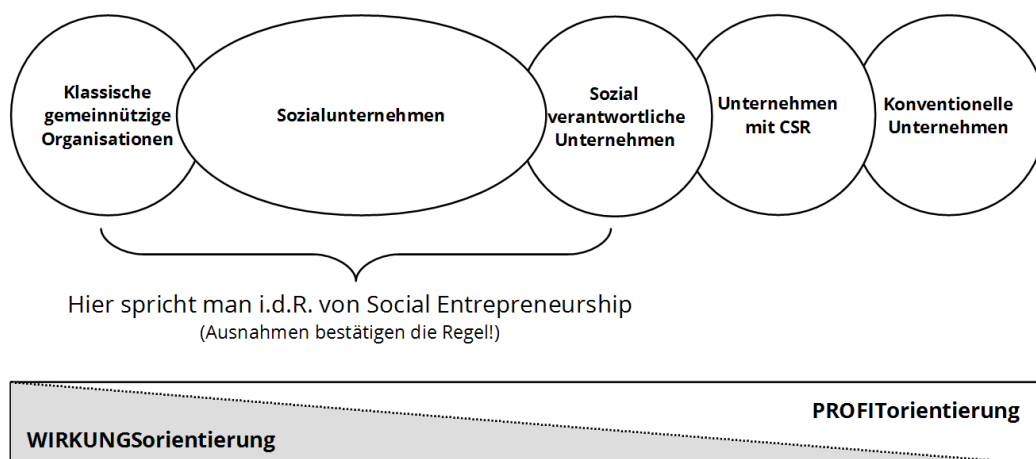 Klassische
gemeinnützige
Organisationen
Sozialunternehmen
Sozial
verantwortliche
Unternehmen
Unternehmen
mit CSR
Konventionelle
Unternehmen
Hier spricht man i.d.R. von Social Entrepreneurship
(Ausnahmen bestätigen die Regel!)
PROFITorientierung
WIRKUNGSorientierung